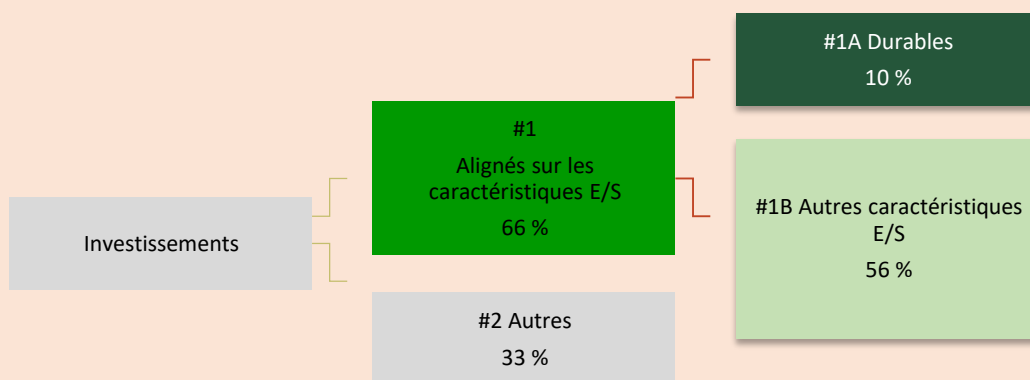 Investissements
#1
Alignés sur les
caractéristiques E/S
66 %
#2 Autres
33 %
#1A Durables
10 %
#1B Autres caractéristiques
E/S
56 %